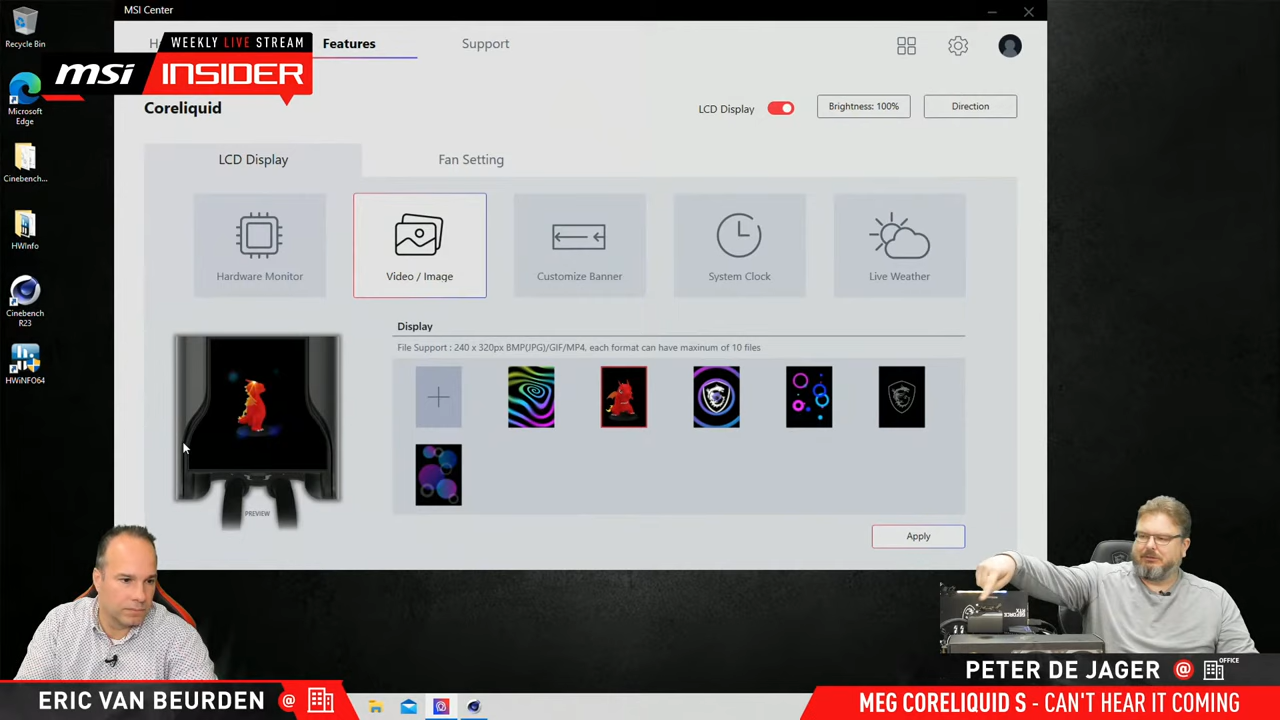 MSI Center
Recycle Bin
WEEKLY LIVE STREAM
msi INSIDER
Features
Support
Microsoft
Edge
Coreliquid
LCD Display
Brightness: 100%
Direction
Cinebench...
LCD Display
Fan Setting
HWInfo
Hardware Monitor
Video / Image
Customize Banner
System Clock
Live Weather
Cinebench
R23
Display
File Support : 240 x 320px BMP(JPG)/GIF/MP4, each format can have maxinum of 10 files
HWiNFO64
PREVIEW
Apply
GEFORCE
RTX
PETER DE JAGER @ OFFICE
ERIC VAN BEURDEN @
MEG CORELIQUID S - CAN'T HEAR IT COMING